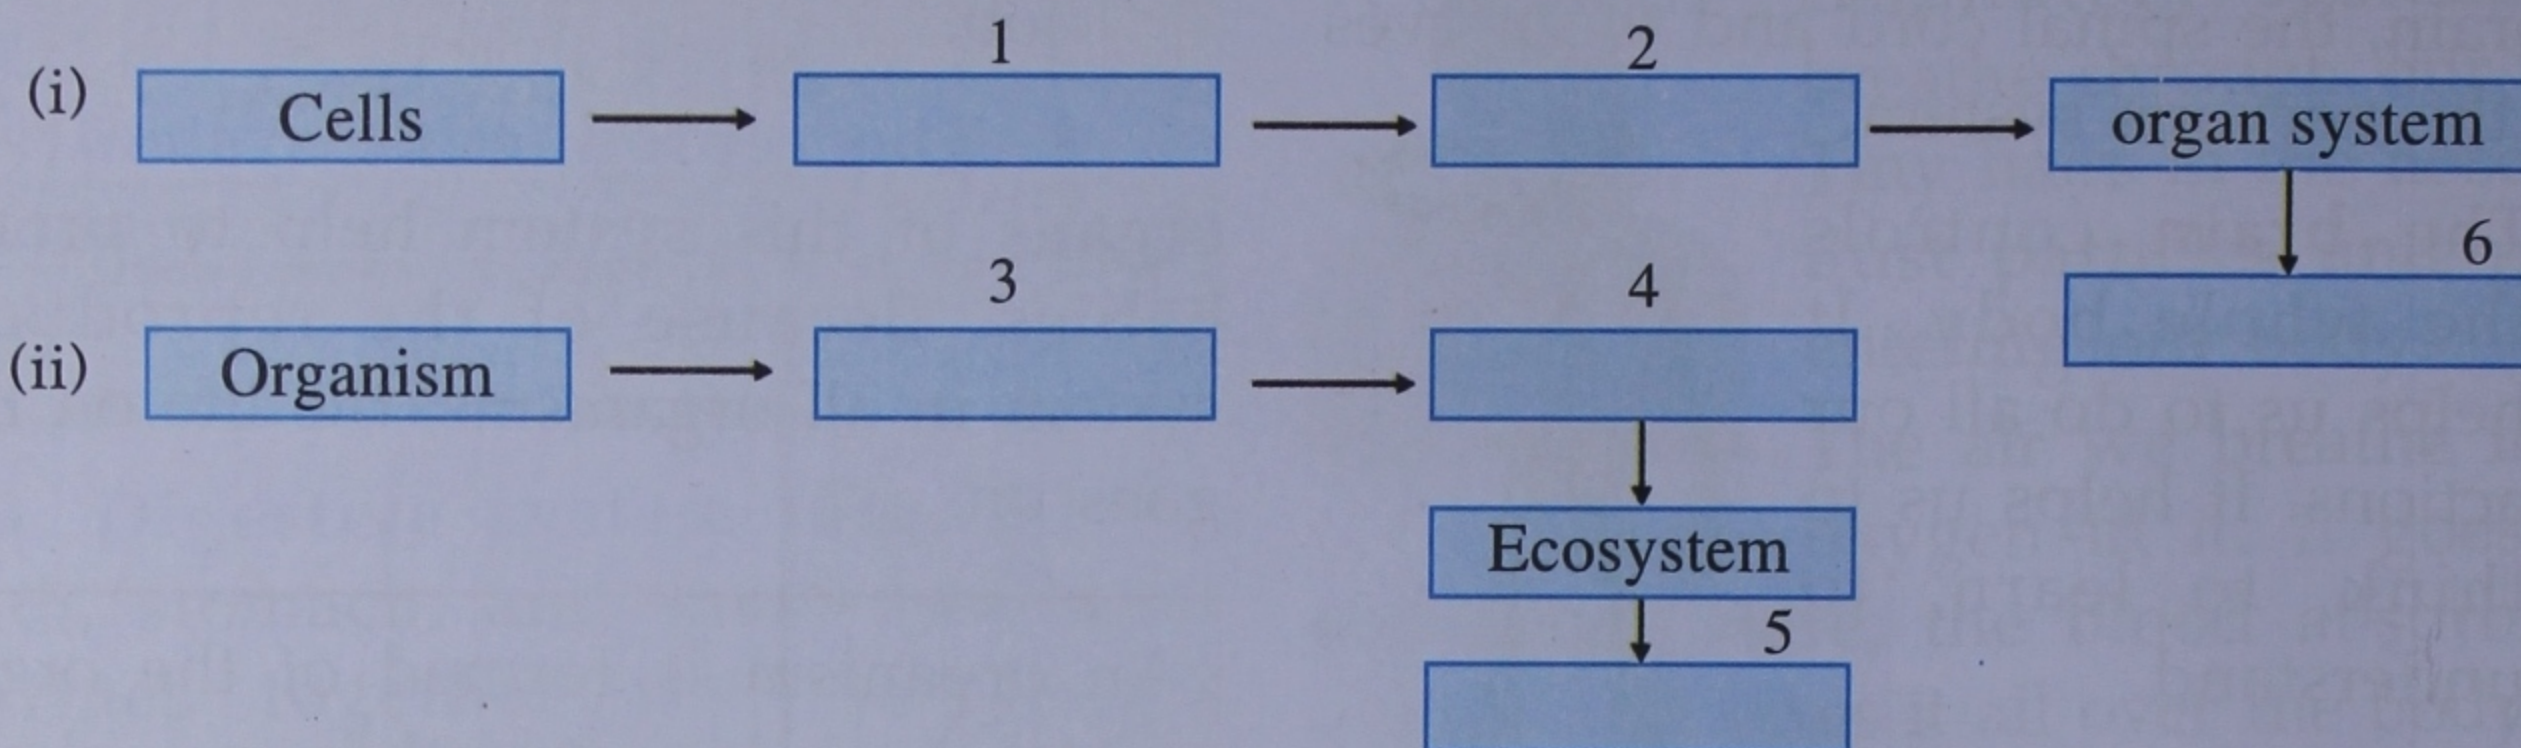 1 2
(i) Cells organ system
6
3 4
(ii) Organism
Ecosystem
5